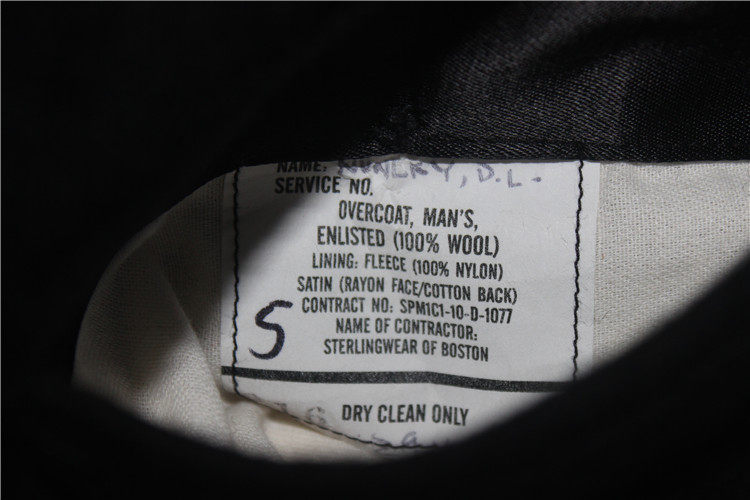 NAME: D.L.
SERVICE NO.
OVERCOAT, MAN'S,
ENLISTED (100% WOOL)
LINING: FLEECE (100% NYLON)
SATIN (RAYON FACE/COTTON BACK)
CONTRACT NO: SPM1C1-10-D-1077
NAME OF CONTRACTOR:
STERLINGWEAR OF BOSTON
S
DRY CLEAN ONLY